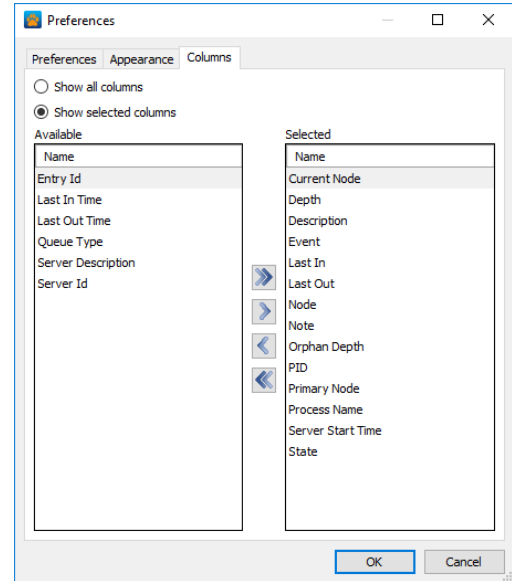 Preferences
Preferences Appearance Columns
Show all columns
Show selected columns
Available
Name
Entry Id
Last In Time
Last Out Time
Queue Type
Server Description
Server Id
Selected
Name
Current Node
Depth
Description
Event
Last In
Last Out
Node
Note
Orphan Depth
PID
Primary Node
Process Name
Server Start Time
State
OK Cancel